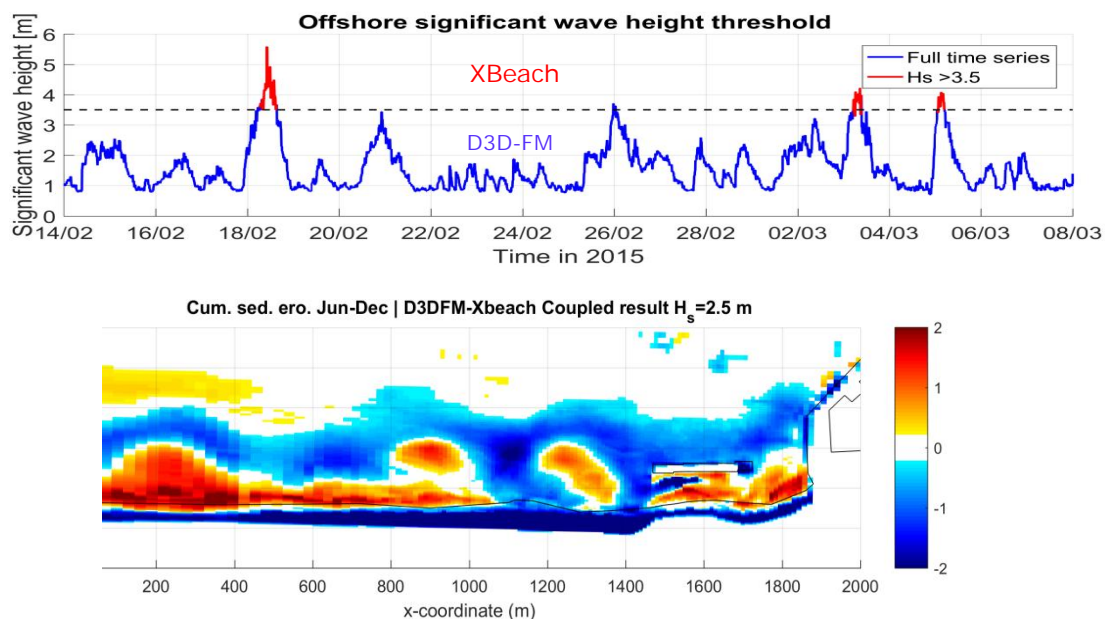 Offshore significant wave height threshold
Significant wave height [m]
6
5
4
3
2
1
0
XBeach
D3D-FM
Full time series
Hs >3.5
14/02 16/02 18/02 20/02 22/02 24/02 26/02 28/02 02/03 04/03 06/03 08/03
Time in 2015
Cum. sed. ero. Jun-Dec | D3DFM-Xbeach Coupled result Hs=2.5 m
2
1
0
-1
-2
200 400 600 800 1000 1200 1400 1600 1800 2000
x-coordinate (m)